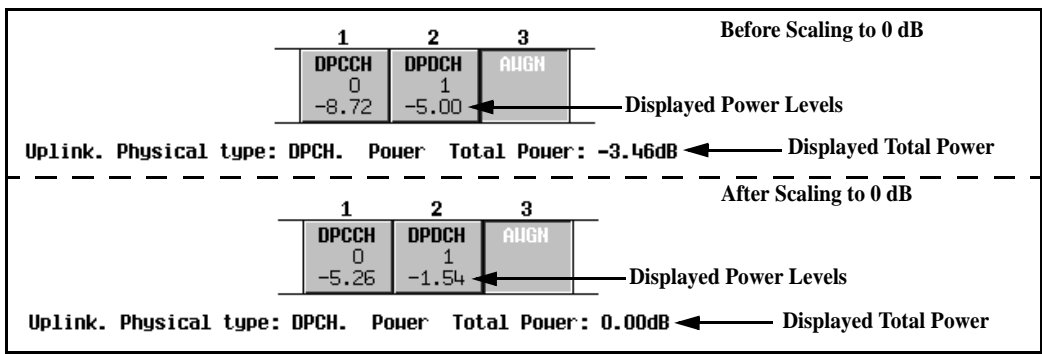 Before Scaling to 0 dB
1 2 3
DPCCH DPDCH AWGN
0 1
-8.72 -5.00 Displayed Power Levels
Uplink. Physical type: DPCH. Power Total Power: -3.46dB Displayed Total Power
After Scaling to 0 dB
1 2 3
DPCCH DPDCH AWGN
0 1
-5.26 -1.54 Displayed Power Levels
Uplink. Physical type: DPCH. Power Total Power: 0.00dB Displayed Total Power